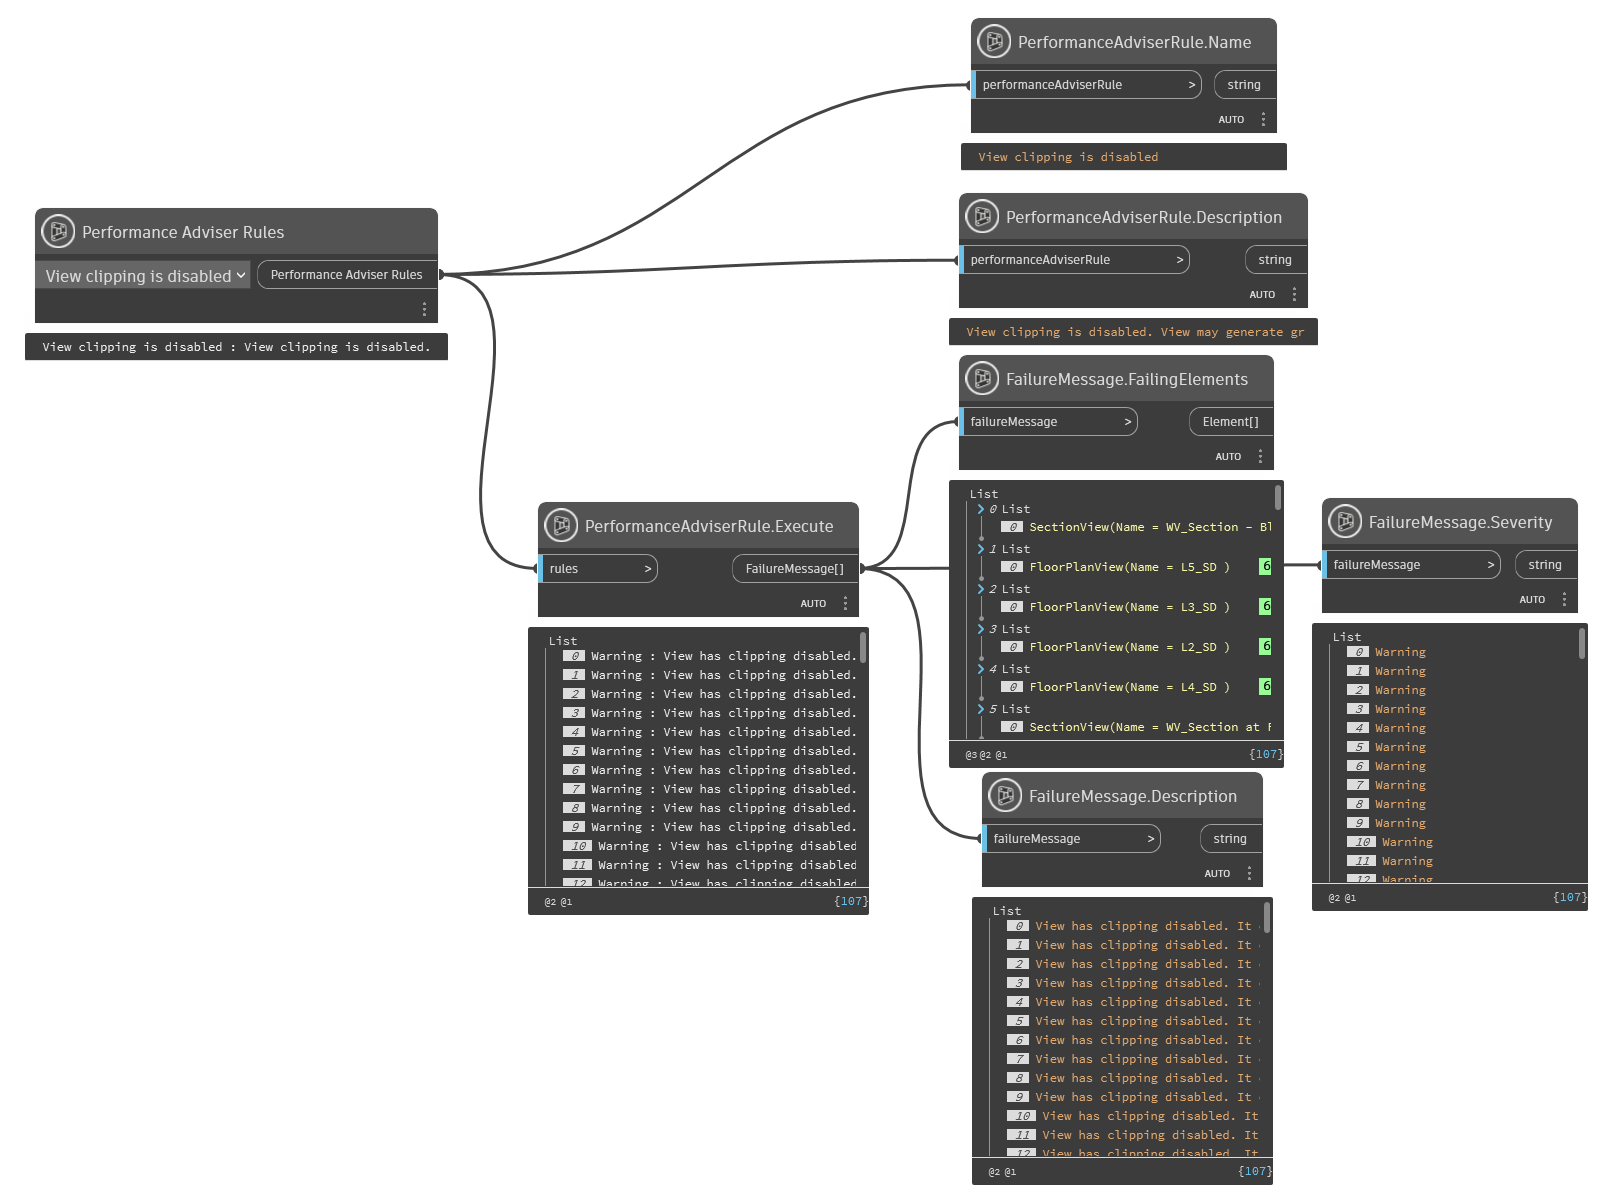 PerformanceAdviserRule.Name
performanceAdviserRule > string
AUTO
View clipping is disabled
PerformanceAdviserRule.Description
performanceAdviserRule > string
AUTO
View clipping is disabled. View may generate gr
Performance Adviser Rules
View clipping is disabled Performance Adviser Rules
View clipping is disabled : View clipping is disabled.
FailureMessage.FailingElements
failureMessage > Element[]
AUTO
List
0 List
0 SectionView(Name = WV_Section - Bl
1 List
0 FloorPlanView(Name = L5_SD ) 6
2 List
0 FloorPlanView(Name = L3_SD ) 6
3 List
0 FloorPlanView(Name = L2_SD ) 6
4 List
0 FloorPlanView(Name = L4_SD ) 6
5 List
0 SectionView(Name = WV_Section at
@3 @2 @1 {107}
PerformanceAdviserRule.Execute
rules > FailureMessage[]
AUTO
List
0 Warning : View has clipping disabled.
1 Warning : View has clipping disabled.
2 Warning : View has clipping disabled.
3 Warning : View has clipping disabled.
4 Warning : View has clipping disabled.
5 Warning : View has clipping disabled.
6 Warning : View has clipping disabled.
7 Warning : View has clipping disabled.
8 Warning : View has clipping disabled.
9 Warning : View has clipping disabled.
10 Warning : View has clipping disabled
11 Warning : View has clipping disabled
12 Warning : View has clipping disabled
@2 @1 {107}
FailureMessage.Severity
failureMessage > string
AUTO
List
0 Warning
1 Warning
2 Warning
3 Warning
4 Warning
5 Warning
6 Warning
7 Warning
8 Warning
9 Warning
10 Warning
11 Warning
12 Warning
@2 @1 {107}
FailureMessage.Description
failureMessage > string
AUTO
List
0 View has clipping disabled. It
1 View has clipping disabled. It
2 View has clipping disabled. It
3 View has clipping disabled. It
4 View has clipping disabled. It
5 View has clipping disabled. It
6 View has clipping disabled. It
7 View has clipping disabled. It
8 View has clipping disabled. It
9 View has clipping disabled. It
10 View has clipping disabled. It
11 View has clipping disabled. It
12 View has clipping disabled. It
@2 @1 {107}